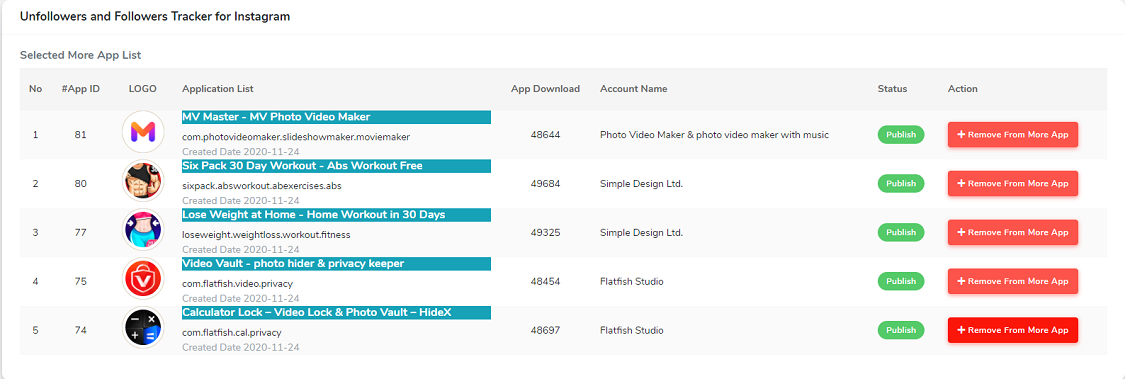 Unfollowers and Followers Tracker for Instagram
Selected More App List
No #App ID LOGO Application List App Download Account Name Status Action
MV Master - MV Photo Video Maker
1 81 com.photovideomaker.slideshowmaker.moviemaker 48644 Photo Video Maker & photo video maker with music Publish + Remove From More App
Created Date 2020-11-24
Six Pack 30 Day Workout - Abs Workout Free
2 80 sixpack.absworkout.abexercises.abs 49684 Simple Design Ltd. Publish + Remove From More App
Created Date 2020-11-24
Lose Weight at Home - Home Workout in 30 Days
3 77 loseweight.weightloss.workout.fitness 49325 Simple Design Ltd. Publish + Remove From More App
Created Date 2020-11-24
Video Vault - photo hider & privacy keeper
4 75 com.flatfish.video.privacy 48454 Flatfish Studio Publish + Remove From More App
Created Date 2020-11-24
Calculator Lock – Video Lock & Photo Vault – HideX
5 74 com.flatfish.cal.privacy 48697 Flatfish Studio Publish + Remove From More App
Created Date 2020-11-24